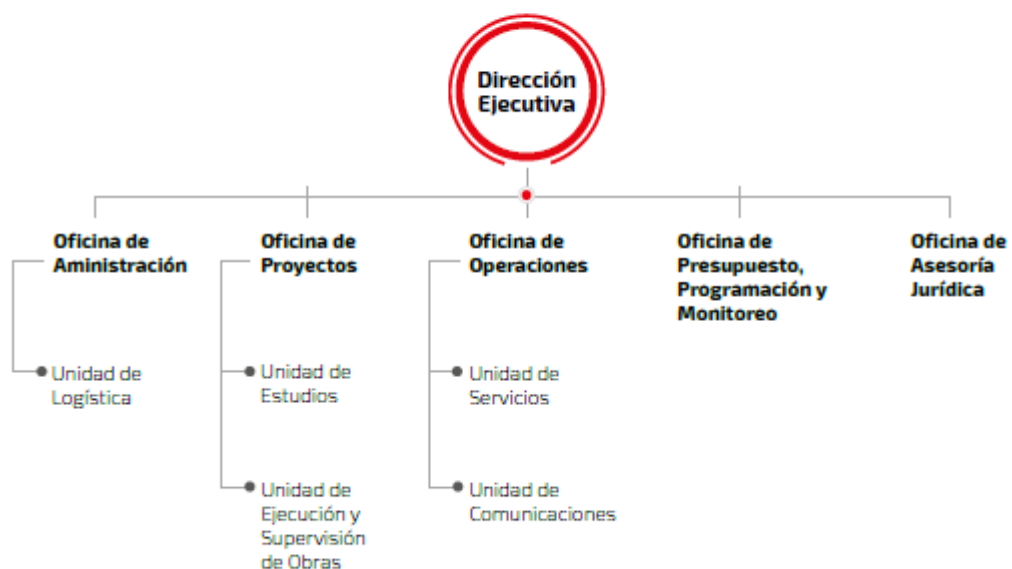 Dirección
Ejecutiva
Oficina de
Aministración
Unidad de
Logística
Oficina de
Proyectos
Unidad de
Estudios
Unidad de
Ejecución y
Supervisión
de Obras
Oficina de
Operaciones
Unidad de
Servicios
Unidad de
Comunicaciones
Oficina de
Presupuesto,
Programación y
Monitoreo
Oficina de
Asesoría
Jurídica